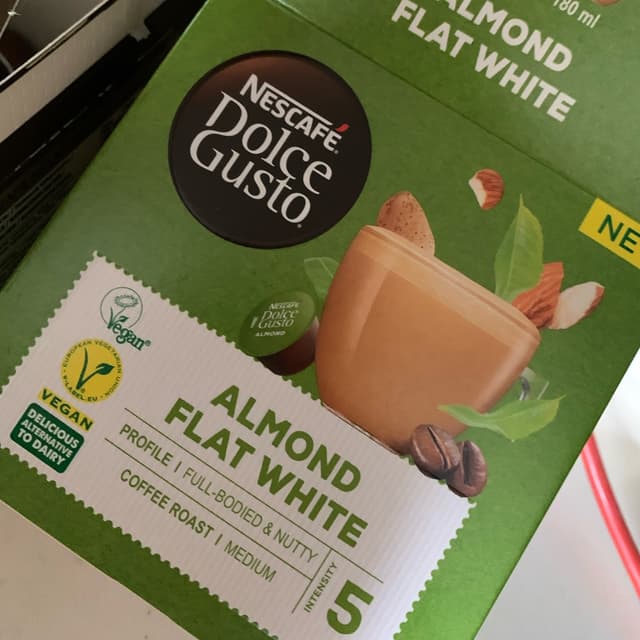 180 ml
ALMOND
FLAT WHITE
NE
NESCAFÉ
Dolce
Gusto
NESCAFÉ
Dolce
Gusto
ALMOND
Vegan
VEGAN
DELICIOUS
ALTERNATIVE
TO DAIRY
ALMOND
FLAT WHITE
PROFILE | FULL-BODIED & NUTTY
COFFEE ROAST | MEDIUM
INTENSITY
5